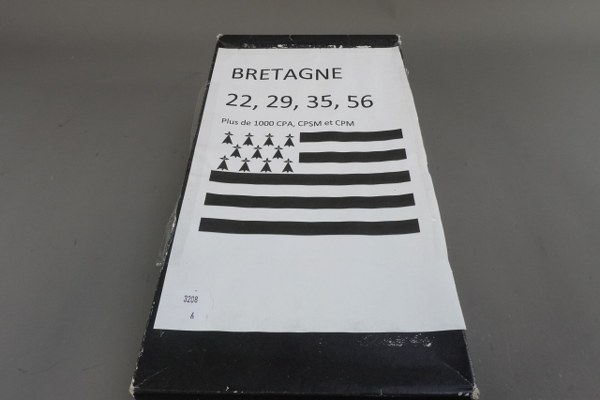 BRETAGNE
22, 29, 35, 56
Plus de 1000 CPA, CPSM et CPM
3208
A